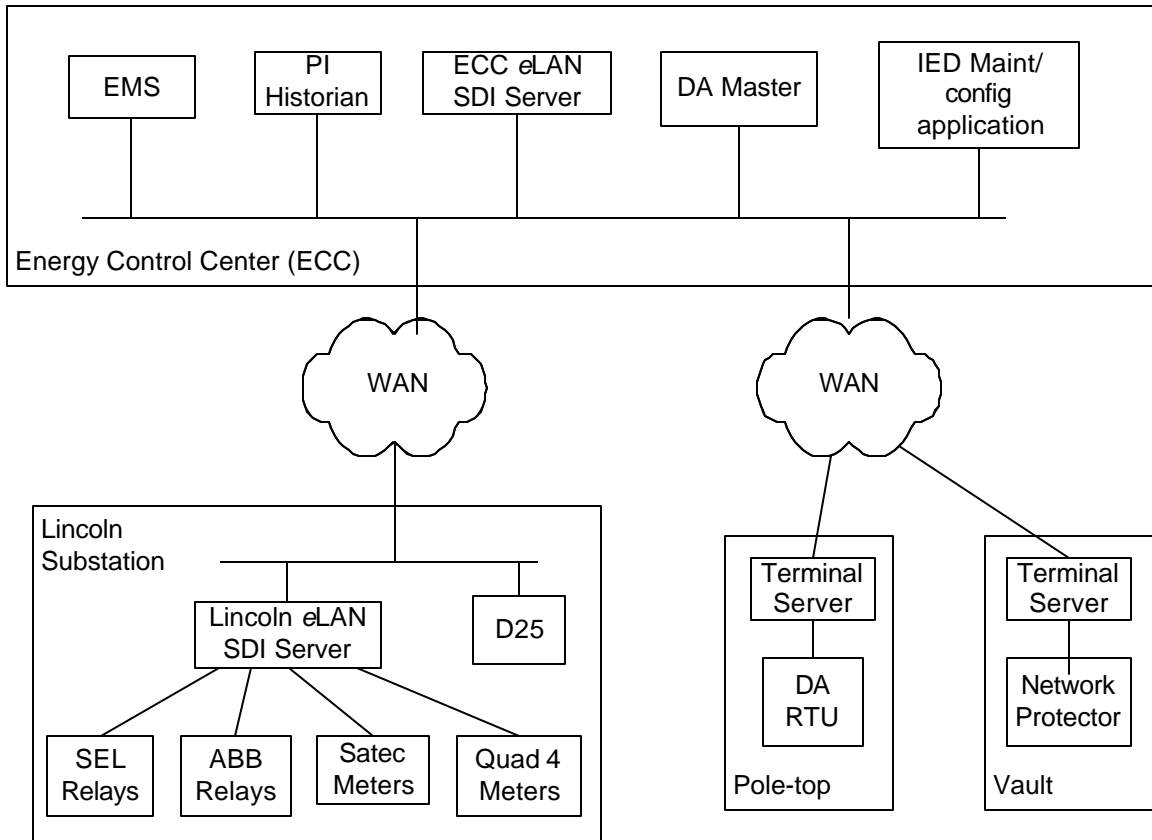 EMS
PI
Historian
ECC eLAN
SDI Server
DA Master
IED Maint/
config
application
Energy Control Center (ECC)
WAN
WAN
Lincoln
Substation
Lincoln eLAN
SDI Server
D25
SEL
Relays
ABB
Relays
Satec
Meters
Quad 4
Meters
Terminal
Server
DA
RTU
Pole-top
Terminal
Server
Network
Protector
Vault